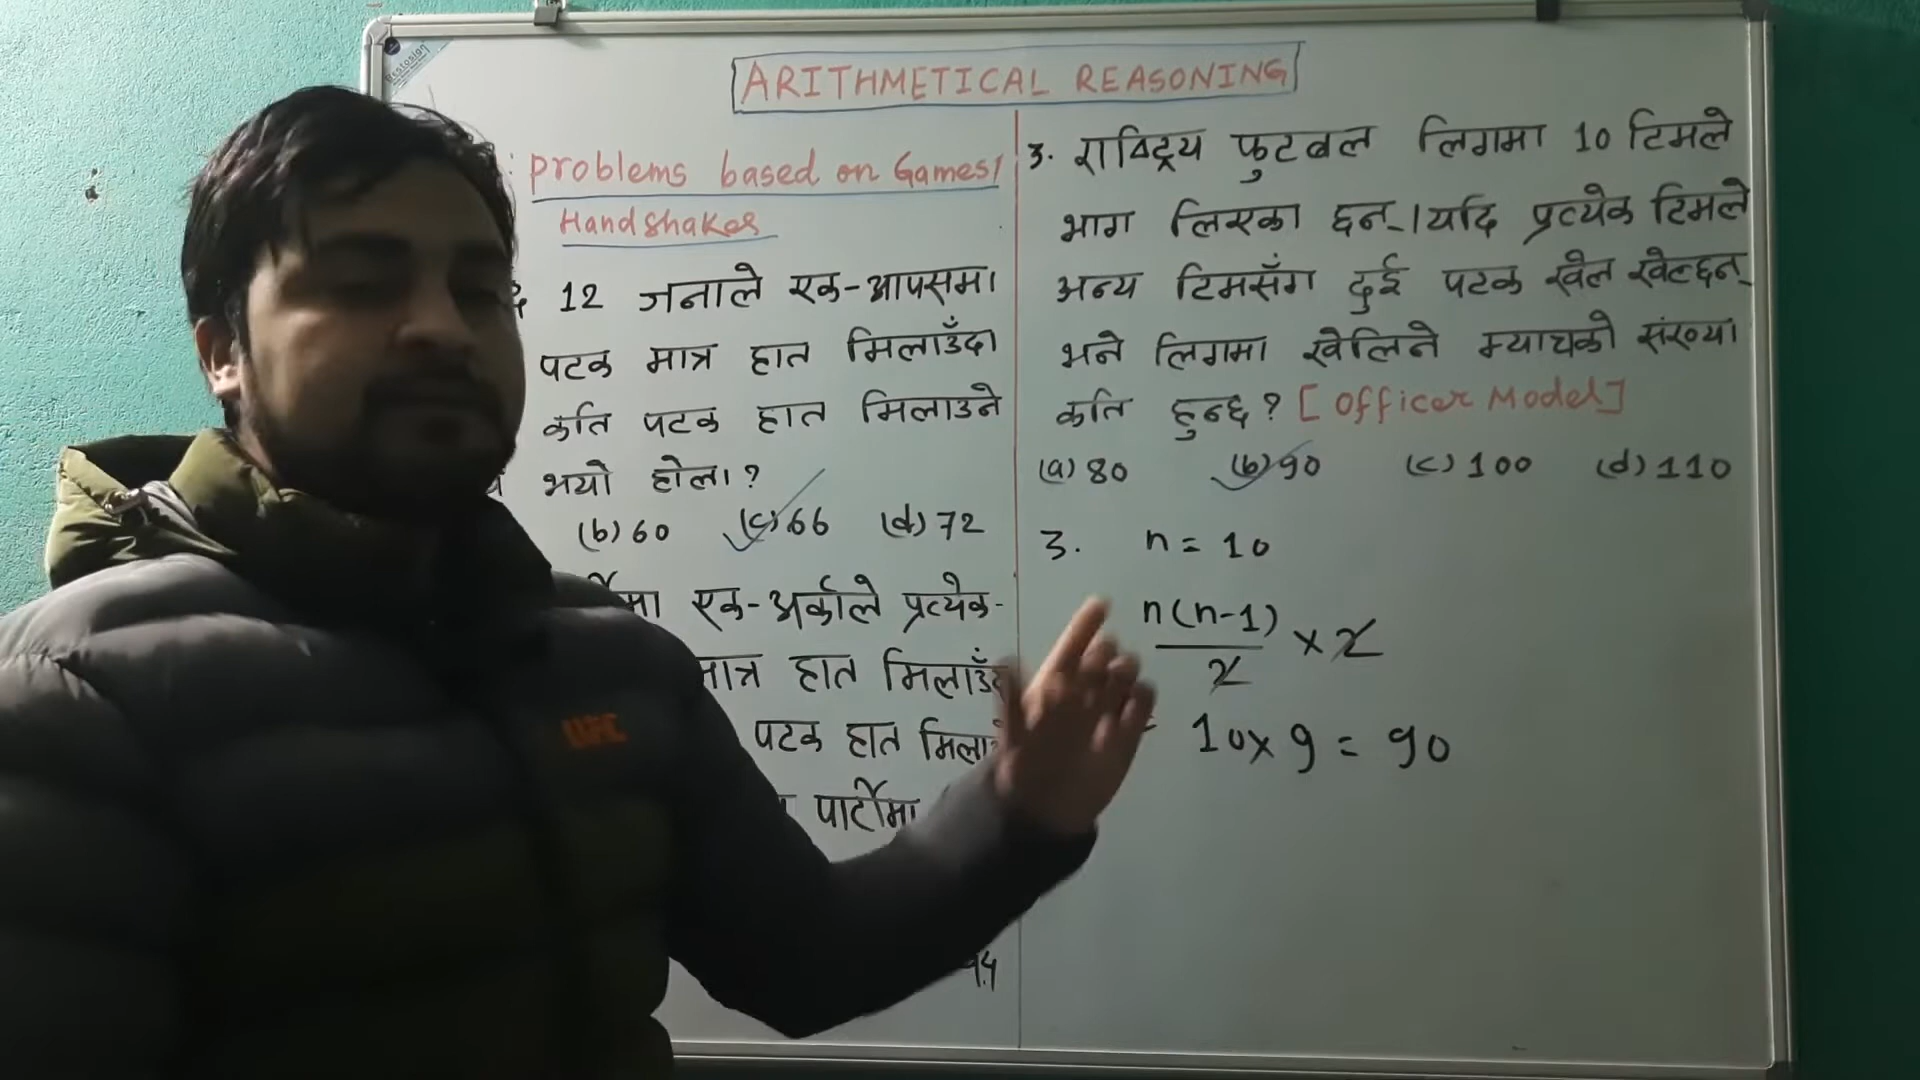 ARITHMETICAL REASONING
problems based on Games/
Handshakes
12 जनाले एक-आपसमा
पटक मात्र हात मिलाउँदा
कति पटक हात मिलाउने
भयो होला?
(b) 60 (c) 66 (d) 72
एक-अर्काले प्रत्येक-
मात्र हात
पटक हात
पार्टीमा
3. राष्ट्रिय फुटबल लिगमा 10 टिमले
भाग लिएका छन्।यदि प्रत्येक टिमले
अन्य टिमसँग दुई पटक खेल खेल्छन्
भने लिगमा खेलिने म्याचको संख्या
कति हुन्छ? [Officer Model]
(a) 80 (b) 90 (c) 100 (d) 110
3. n = 10
n(n-1)/2 × 2
= 10 × 9 = 90